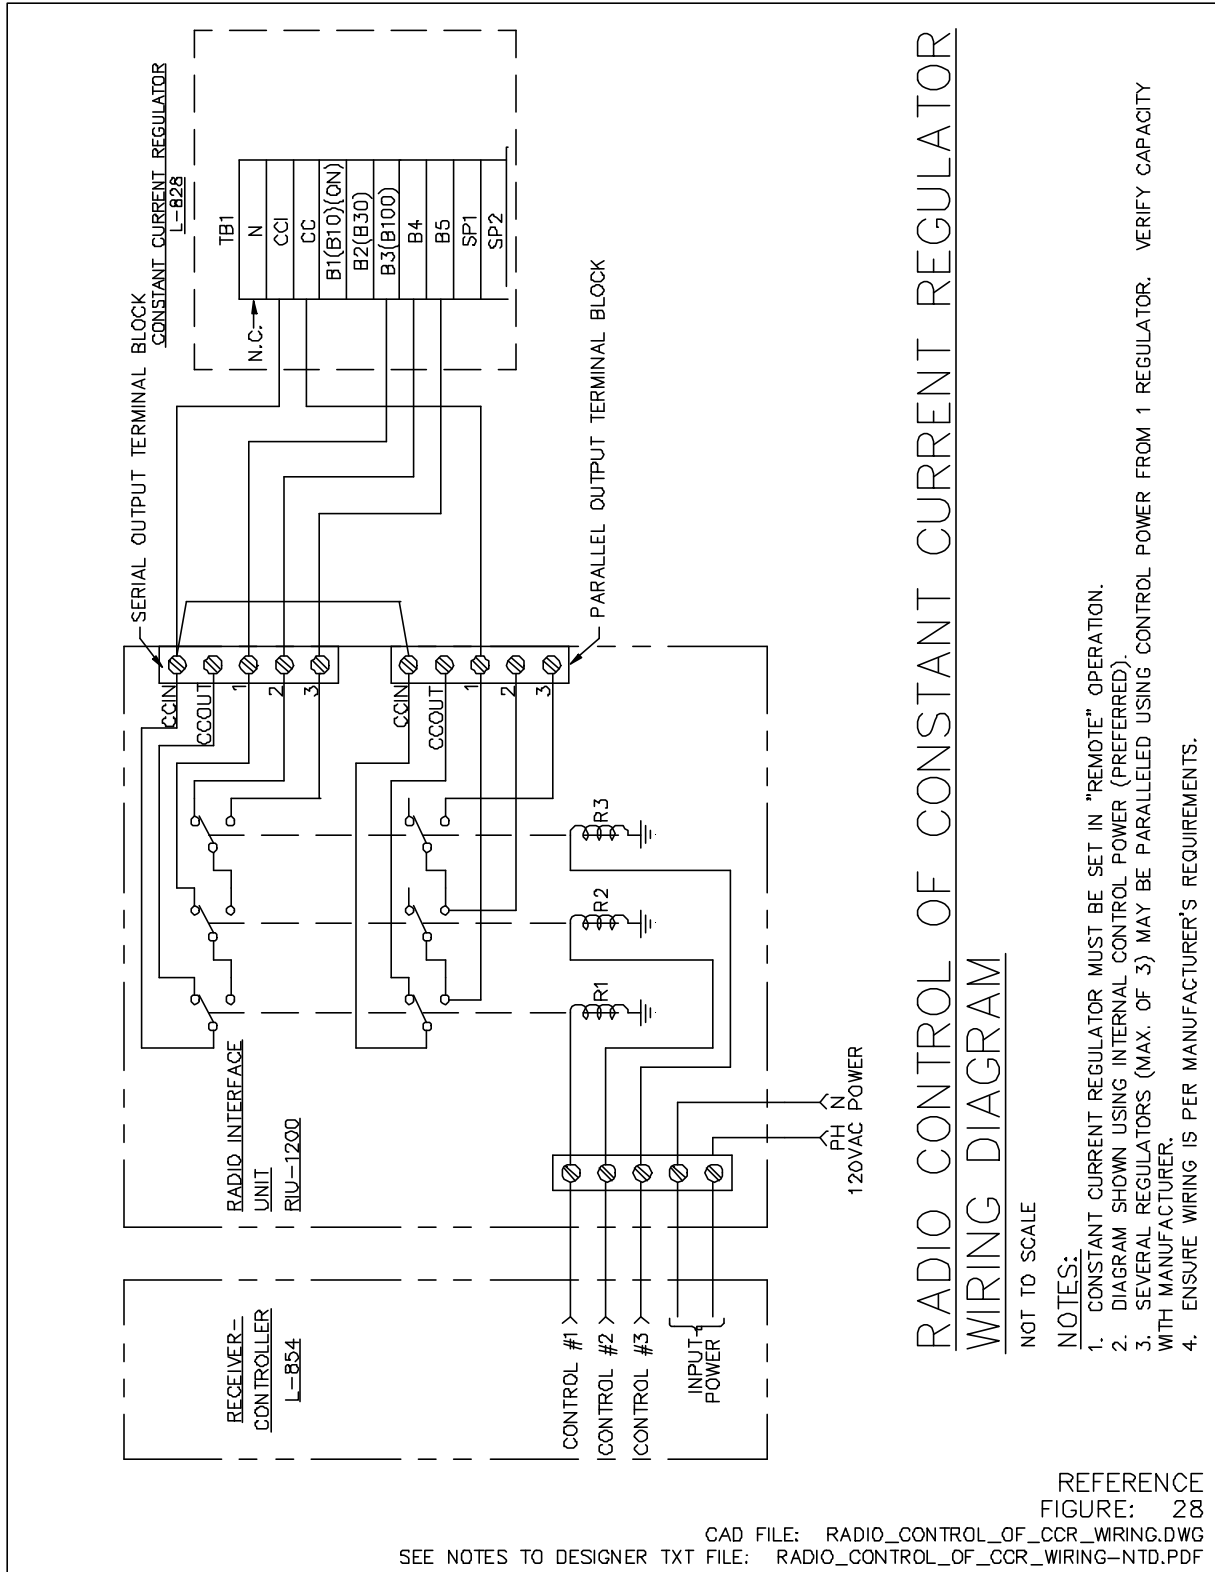 CONSTANT CURRENT REGULATOR
L-828
TB1
N
CCI
CC
B1(B10)(ON)
B2(B30)
B3(B100)
B4
B5
SP1
SP2
N.C.
SERIAL OUTPUT TERMINAL BLOCK
PARALLEL OUTPUT TERMINAL BLOCK
CCIN
CCOUT
1
2
3
CCIN
CCOUT
1
2
3
R1
R2
R3
RADIO INTERFACE
UNIT
RIU-1200
N
PH
120VAC POWER
RECEIVER-
CONTROLLER
L-854
CONTROL #1
CONTROL #2
CONTROL #3
INPUT
POWER
RADIO CONTROL OF CONSTANT CURRENT REGULATOR
WIRING DIAGRAM
NOT TO SCALE
NOTES:
1. CONSTANT CURRENT REGULATOR MUST BE SET IN "REMOTE" OPERATION.
2. DIAGRAM SHOWN USING INTERNAL CONTROL POWER (PREFERRED).
3. SEVERAL REGULATORS (MAX. OF 3) MAY BE PARALLELED USING CONTROL POWER FROM 1 REGULATOR. VERIFY CAPACITY
WITH MANUFACTURER.
4. ENSURE WIRING IS PER MANUFACTURER'S REQUIREMENTS.
REFERENCE
FIGURE: 28
CAD FILE: RADIO_CONTROL_OF_CCR_WIRING.DWG
SEE NOTES TO DESIGNER TXT FILE: RADIO_CONTROL_OF_CCR_WIRING-NTD.PDF